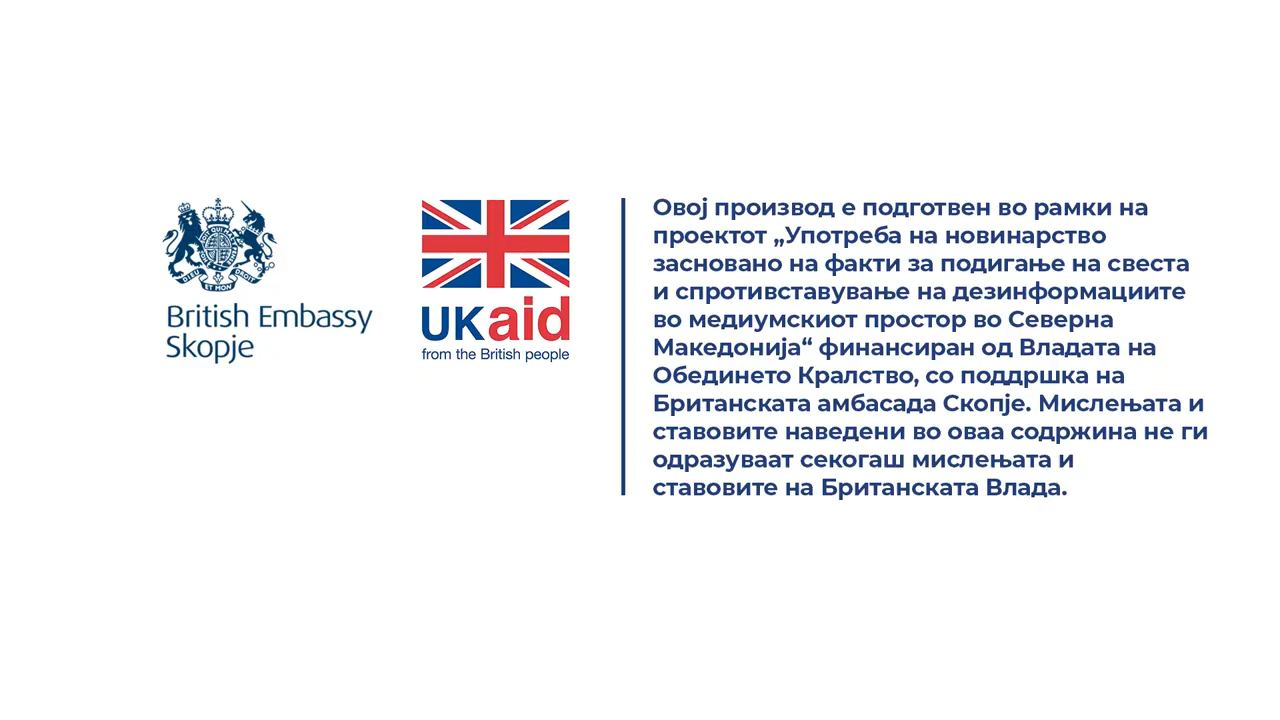 British Embassy
Skopje
UKaid
from the British people
Овој производ е подготвен во рамки на
проектот „Употреба на новинарство
засновано на факти за подигање на свеста
и спротивставување на дезинформациите
во медиумскиот простор во Северна
Македонија“ финансиран од Владата на
Обединето Кралство, со поддршка на
Британската амбасада Скопје. Мислењата и
ставовите наведени во оваа содржина не ги
одразуваат секогаш мислењата и
ставовите на Британската Влада.